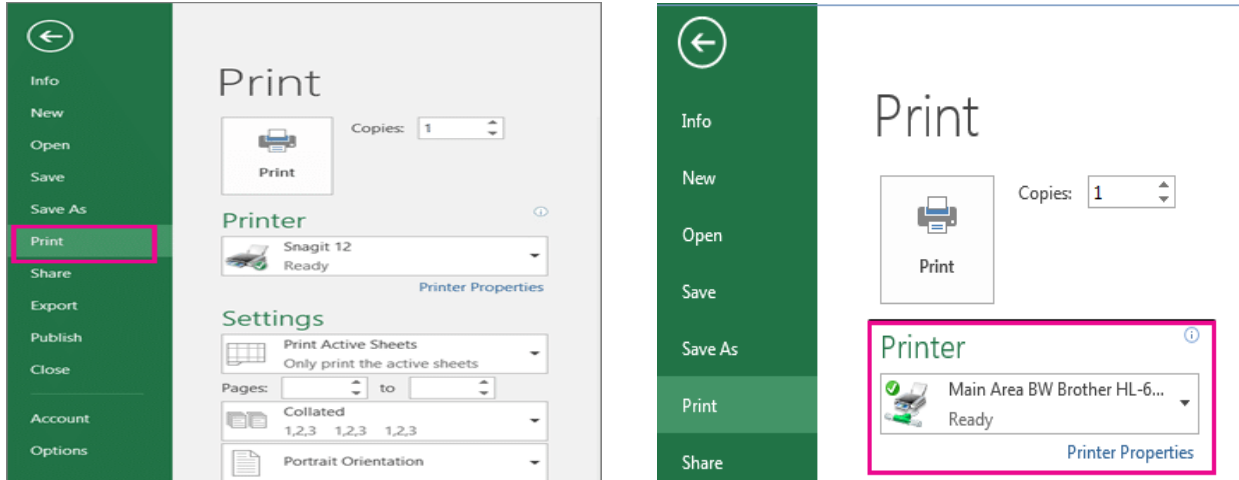 Info
New
Open
Save
Save As
Print
Share
Export
Publish
Close
Account
Options
Print
Copies: 1
Print
Printer
Snagit 12
Ready
Printer Properties
Settings
Print Active Sheets
Only print the active sheets
Pages: to
Collated
1,2,3 1,2,3 1,2,3
Portrait Orientation
Info
New
Open
Save
Save As
Print
Share
Print
Copies: 1
Print
Printer
Main Area BW Brother HL-6...
Ready
Printer Properties